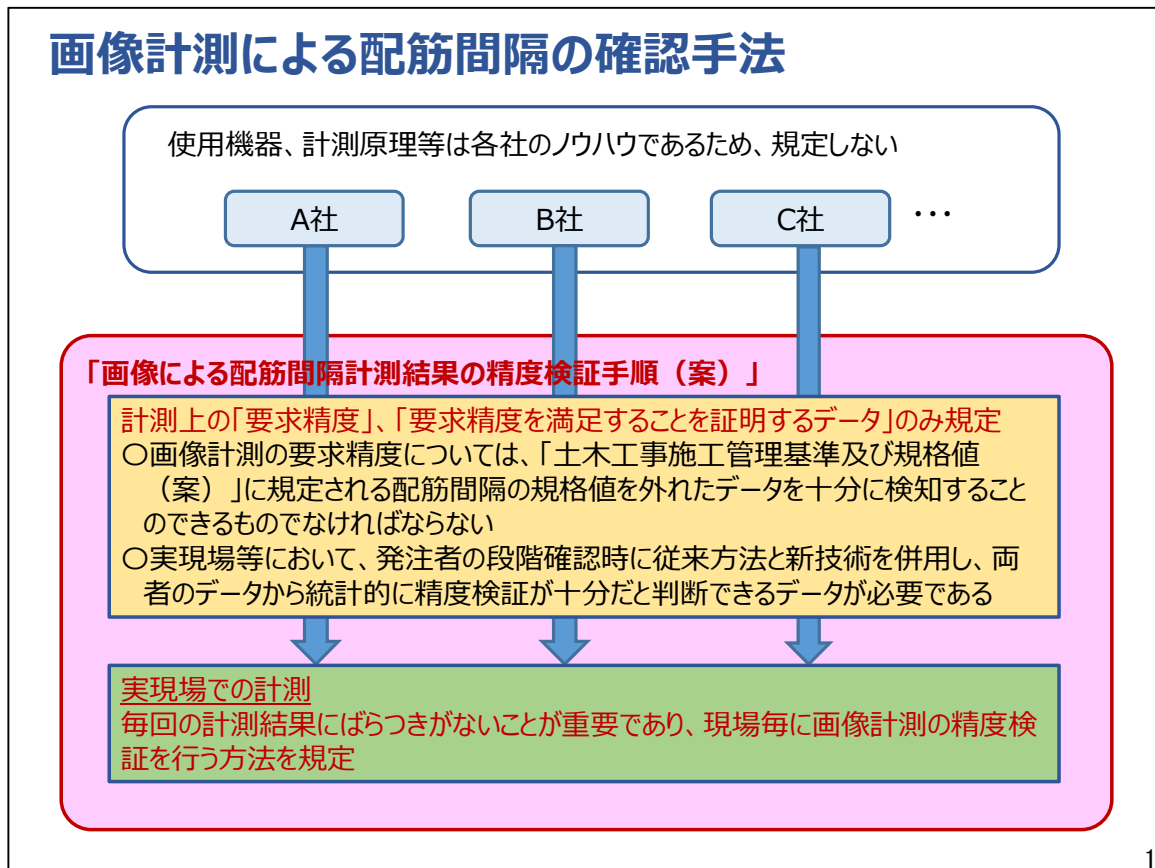 画像計測による配筋間隔の確認手法
使用機器、計測原理等は各社のノウハウであるため、規定しない
A社
B社
C社
･･･
「画像による配筋間隔計測結果の精度検証手順（案）」
計測上の「要求精度」、「要求精度を満足することを証明するデータ」のみ規定
〇画像計測の要求精度については、「土木工事施工管理基準及び規格値
（案）」に規定される配筋間隔の規格値を外れたデータを十分に検知すること
のできるものでなければならない
〇実現場等において、発注者の段階確認時に従来方法と新技術を併用し、両
者のデータから統計的に精度検証が十分だと判断できるデータが必要である
実現場での計測
毎回の計測結果にばらつきがないことが重要であり、現場毎に画像計測の精度検
証を行う方法を規定
1